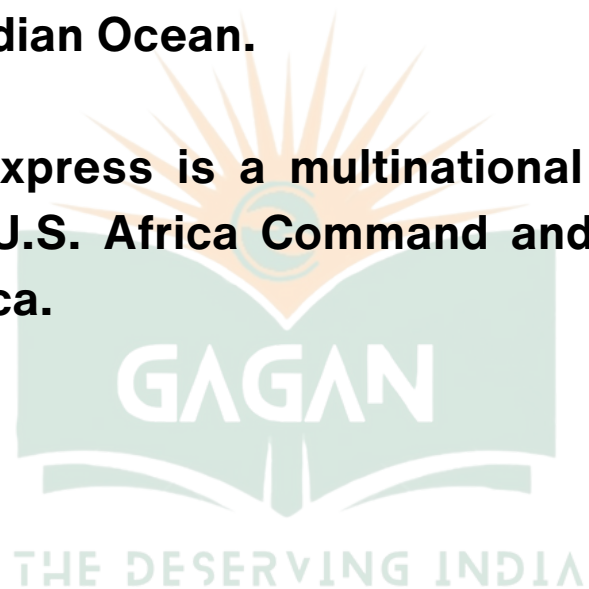 dian Ocean.
xpress is a multinational
U.S. Africa Command and
ca.
GAGAN
THE DESERVING INDIA